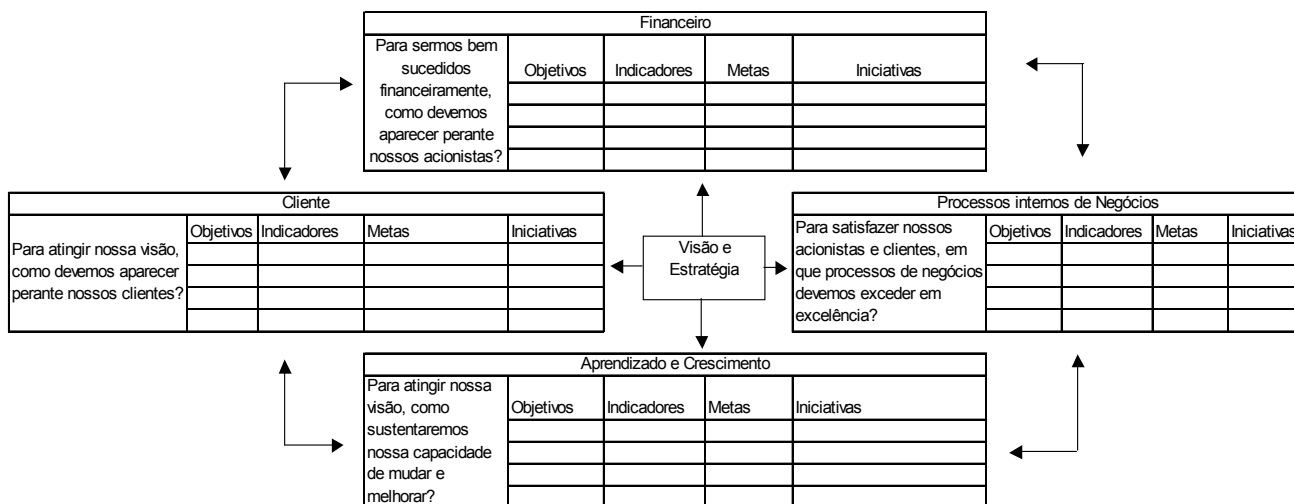 Financeiro
Para sermos bem
sucedidos
financeiramente,
como devemos
aparecer perante
nossos acionistas?
Objetivos Indicadores Metas Iniciativas
Cliente
Para atingir nossa visão,
como devemos aparecer
perante nossos clientes?
Objetivos Indicadores Metas Iniciativas
Visão e
Estratégia
Processos internos de Negócios
Para satisfazer nossos
acionistas e clientes, em
que processos de negócios
devemos exceder em
excelência?
Objetivos Indicadores Metas Iniciativas
Aprendizado e Crescimento
Para atingir nossa
visão, como
sustentaremos
nossa capacidade
de mudar e
melhorar?
Objetivos Indicadores Metas Iniciativas